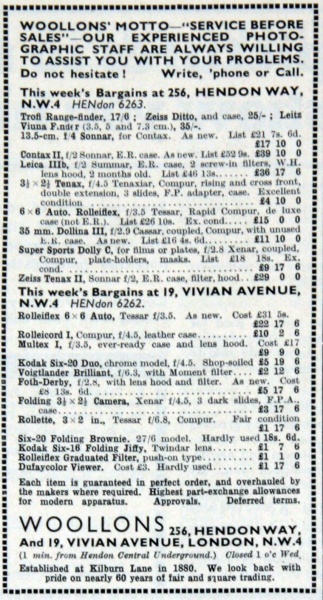 WOOLLONS' MOTTO—"SERVICE BEFORE
SALES"—OUR EXPERIENCED PHOTO-
GRAPHIC STAFF ARE ALWAYS WILLING
TO ASSIST YOU WITH YOUR PROBLEMS.
Do not hesitate! Write, 'phone or Call.
This week's Bargains at 256, HENDON WAY,
N.W.4 HENdon 6263.
Trofi Range-finder, 17/6; Zeiss Ditto, and case, 25/-; Leitz
Finder (3.5, 5 and 7.3 cm.), 35/-.
13.5-cm. f/4 Sonnar, for Contax. As new. List £21 7s. 6d.
£17 10 0
Contax II, f/2 Sonnar, E.R. case. As new. List £52 9s. £39 10 0
Leica IIIb, f/2 Summar, E.R. case, 2 screw-in filters, W.H.
lens hood, 2 months old. List £46 13s. £36 17 6
3½ × 2½ Tenax, f/4.5 Tenaxiar, Compur, rising and cross front,
double extension, 3 slides, F.P. adapter, case. Excellent
condition £4 10 0
6×6 Auto. Rolleiflex, f/3.5 Tessar, Rapid Compur, de luxe
case (not E.R.). List £26 10s. Ex. cond. £15 0 0
35 mm. Dollina III, f/2.9 Cassar, coupled, Compur, with unused
E.R. case. As new. List £16 4s. 6d. £11 10 0
Super Sports Dolly C, for films or plates, f/2.8 Xenar, coupled,
Compur, plate-holders, masks. List £18 18s. Ex.
cond. £9 17 6
Zeiss Tenax II, Sonnar f/2, E.R. case, filter, hood. £29 0 0
This week's Bargains at 19, VIVIAN AVENUE,
N.W.4 HENdon 6262.
Rolleiflex 6×6 Auto, Tessar f/3.5. As new. Cost £31 5s.
£22 17 6
Rolleicord I, Compur, f/4.5, leather case £10 2 6
Multex I, f/3.5, ever-ready case and lens hood. Cost £17
£9 10 0
Kodak Six-20 Duo, chrome model, f/4.5. Shop-soiled £5 19 6
Voigtlander Brilliant, f/6.3, with Moment filter £2 12 6
Foth-Derby, f/2.8, with lens hood and filter. As new. Cost
£8 13s. 6d. £5 17 6
Folding 3½×2½ Camera, Xenar f/4.5, 3 dark slides, F.P.A.,
case. £3 17 6
Rollette, 3×2 in., Tessar f/6.8, Compur. Fair condition
£1 17 6
Six-20 Folding Brownie. 27/6 model. Hardly used 18s. 6d.
Kodak Six-16 Folding Jiffy, Twindar lens £1 7 6
Rolleiflex Graduated Filter, push-on type £1 1 0
Dufaycolor Viewer. Cost £3. Hardly used £1 17 6
Each item is guaranteed in perfect order, and overhauled by
the makers where required. Highest part-exchange allowances
for modern apparatus. Approvals. Deferred terms.
WOOLLONS
256, HENDON WAY,
And 19, VIVIAN AVENUE, LONDON, N.W.4
(1 min. from Hendon Central Underground.) Closed 1 o'c Wed.
Established at Kilburn Lane in 1880. We look back with
pride on nearly 60 years of fair and square trading.